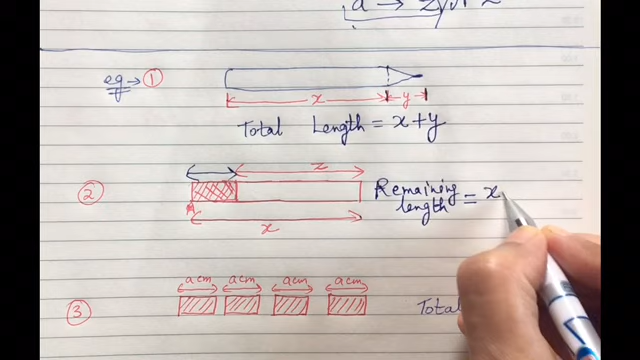 eg → ①
x
y
Total Length = x+y
②
z
x
Remaining length = x
③
a cm a cm a cm a cm
Total